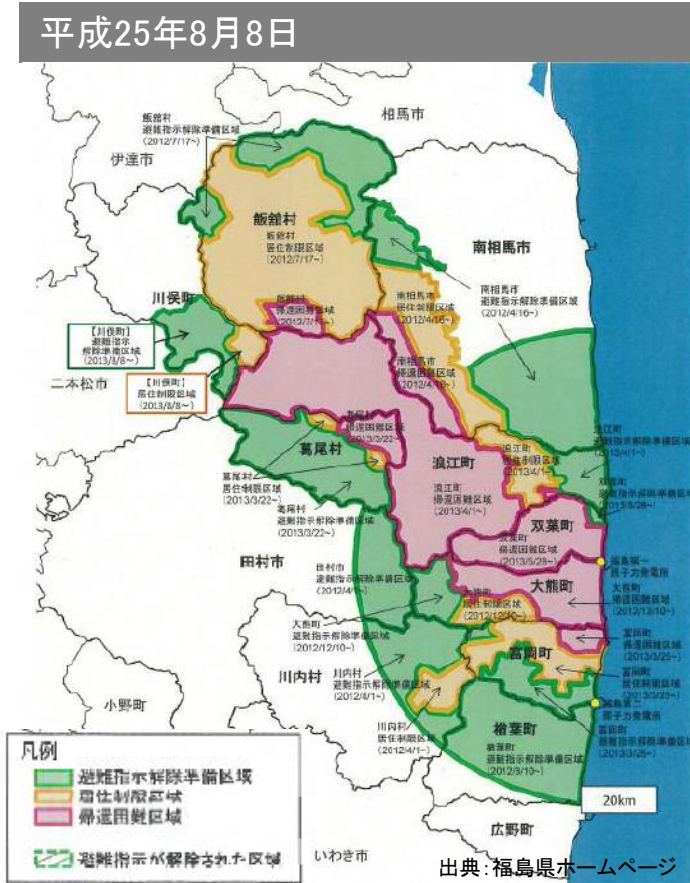 平成25年8月8日
相馬市
飯舘村
避難指示解除準備区域
(2012/7/17~)
伊達市
飯舘村
飯舘村
居住制限区域
(2012/7/17~)
南相馬市
南相馬市
避難指示解除準備区域
(2012/4/16~)
川俣町
飯舘村
帰還困難区域
(2012/7/17~)
南相馬市
居住制限区域
(2012/4/16~)
【川俣町】
避難指示
解除準備区域
(2013/8/8~)
南相馬市
帰還困難区域
(2012/4/16~)
二本松市
【川俣町】
居住制限区域
(2013/8/8~)
葛尾村
帰還困難区域
(2013/3/22~)
浪江町
避難指示解除準備区域
(2013/4/1~)
葛尾村
浪江町
浪江町
居住制限区域
(2013/4/1~)
葛尾村
居住制限区域
(2013/3/22~)
浪江町
帰還困難区域
(2013/4/1~)
双葉町
避難指示解除準備区域
(2013/5/28~)
葛尾村
避難指示解除準備区域
(2013/3/22~)
双葉町
双葉町
帰還困難区域
(2013/5/28~)
田村市
田村市
避難指示解除準備区域
(2012/4/1~)
福島第一
原子力発電所
大熊町
大熊町
帰還困難区域
(2012/12/10~)
大熊町
居住制限区域
(2012/12/10~)
大熊町
避難指示解除準備区域
(2012/12/10~)
富岡町
帰還困難区域
(2013/3/25~)
富岡町
川内村
川内村
避難指示解除準備区域
(2012/4/1~)
富岡町
居住制限区域
(2013/3/25~)
小野町
福島第二
原子力発電所
川内村
居住制限区域
(2012/4/1~)
楢葉町
富岡町
避難指示解除準備区域
(2013/3/25~)
楢葉町
避難指示解除準備区域
(2012/8/10~)
凡例
避難指示解除準備区域
居住制限区域
帰還困難区域
避難指示が解除された区域
20km
広野町
いわき市
出典:福島県ホームページ